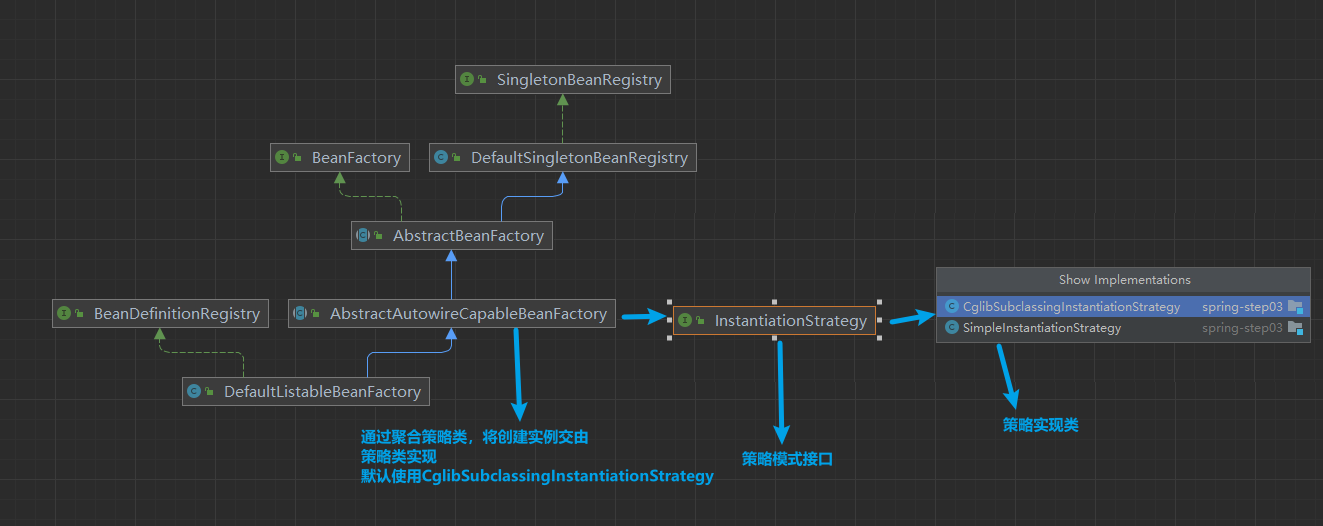 SingletonBeanRegistry
BeanFactory
DefaultSingletonBeanRegistry
AbstractBeanFactory
BeanDefinitionRegistry
AbstractAutowireCapableBeanFactory
InstantiationStrategy
Show Implementations
CglibSubclassingInstantiationStrategy spring-step03
SimpleInstantiationStrategy spring-step03
DefaultListableBeanFactory
通过聚合策略类，将创建实例交由
策略类实现
默认使用CglibSubclassingInstantiationStrategy
策略模式接口
策略实现类